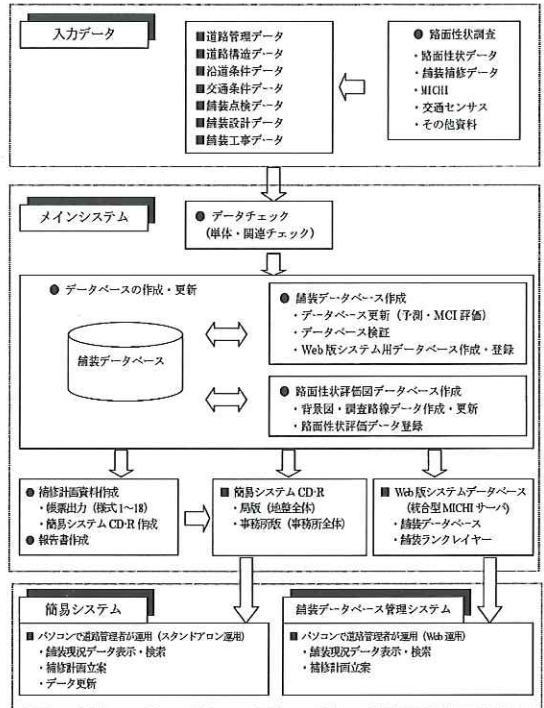 入力データ
■道路管理データ
■道路構造データ
■沿道条件データ
■交通条件データ
■舗装点検データ
■舗装設計データ
■舗装工事データ
● 路面性状調査
・路面性状データ
・舗装補修データ
・MICHI
・交通センサス
・その他資料
メインシステム
● データチェック
(単体・関連チェック)
● データベースの作成・更新
舗装データベース
● 舗装データベース作成
・データベース更新（予測・MCI評価）
・データベース検証
・Web版システム用データベース作成・登録
● 路面性状評価図データベース作成
・背景図・調査路線データ作成・更新
・路面性状評価データ登録
● 補修計画資料作成
・帳票出力（様式1～18）
・簡易システムCD-R作成
● 報告書作成
■ 簡易システムCD-R
・局版（地整全体）
・事務所版（事務所全体）
■ Web版システムデータベース
（統合型MICHIサーバ）
・舗装データベース
・舗装ランクレイヤー
簡易システム
■ パソコンで道路管理者が運用（スタンドアロン運用）
・舗装現況データ表示・検索
・補修計画立案
・データ更新
舗装データベース管理システム
■ パソコンで道路管理者が運用（Web運用）
・舗装現況データ表示・検索
・補修計画立案